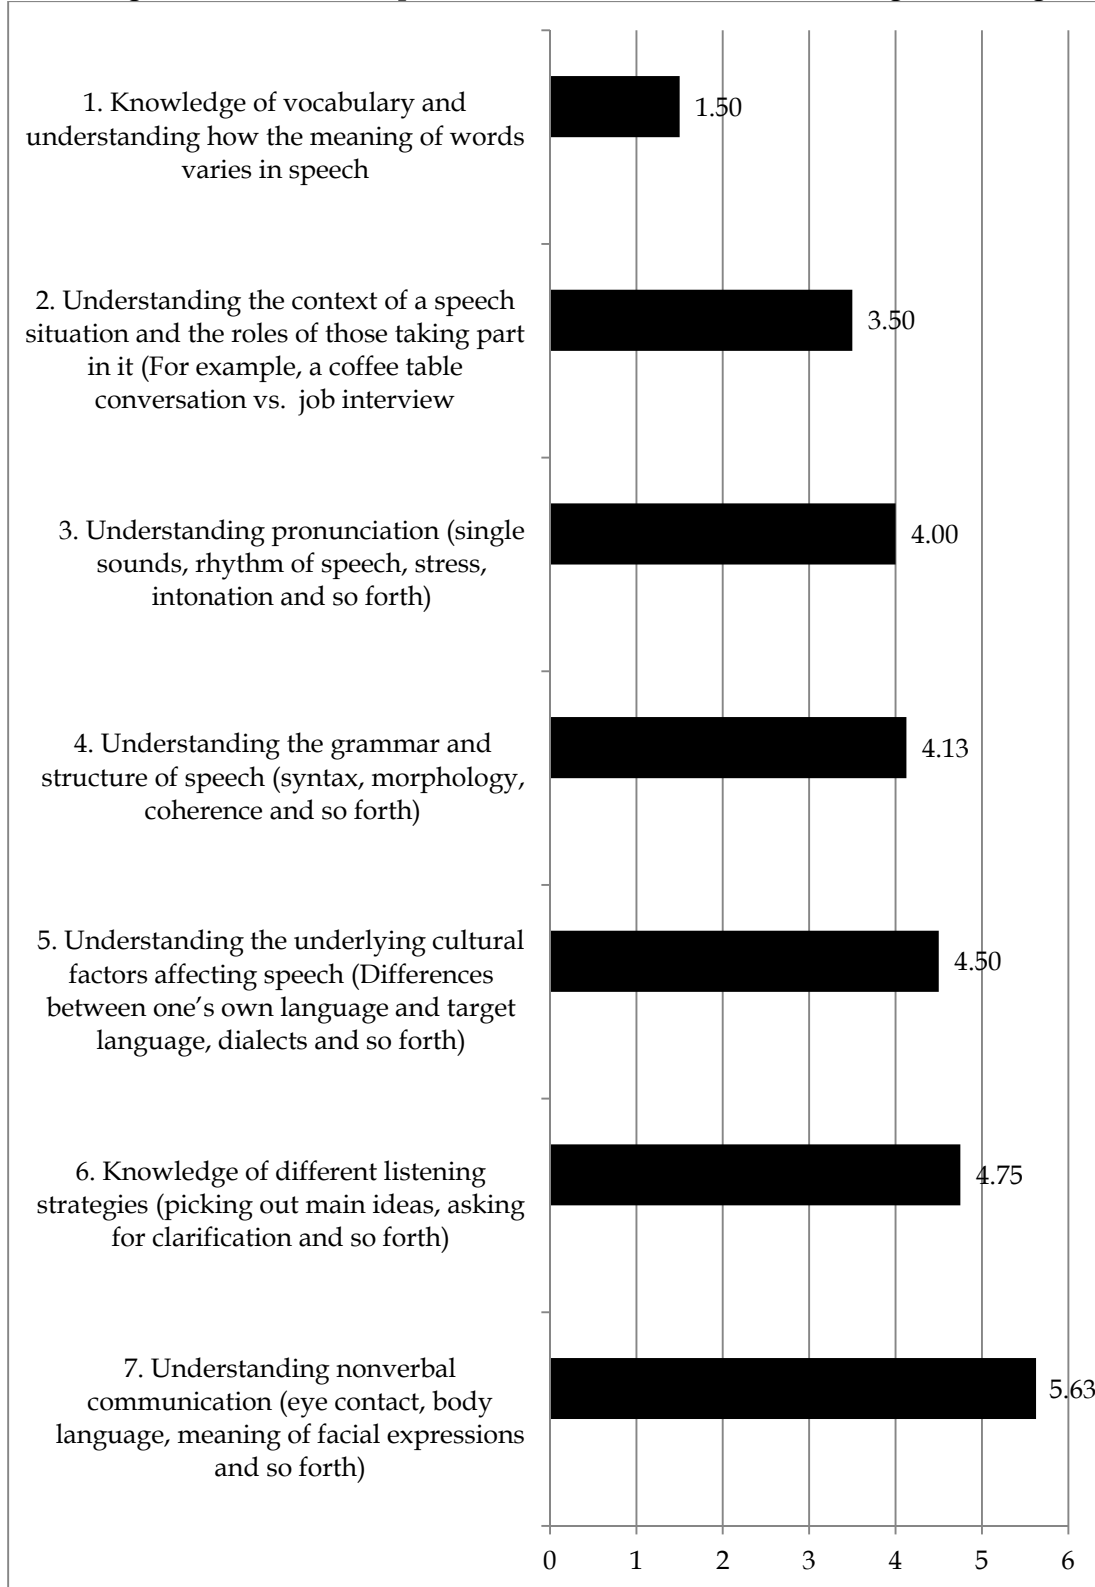 1. Knowledge of vocabulary and
understanding how the meaning of words
varies in speech
1.50
2. Understanding the context of a speech
situation and the roles of those taking part
in it (For example, a coffee table
conversation vs. job interview
3.50
3. Understanding pronunciation (single
sounds, rhythm of speech, stress,
intonation and so forth)
4.00
4. Understanding the grammar and
structure of speech (syntax, morphology,
coherence and so forth)
4.13
5. Understanding the underlying cultural
factors affecting speech (Differences
between one’s own language and target
language, dialects and so forth)
4.50
6. Knowledge of different listening
strategies (picking out main ideas, asking
for clarification and so forth)
4.75
7. Understanding nonverbal
communication (eye contact, body
language, meaning of facial expressions
and so forth)
5.63
0 1 2 3 4 5 6